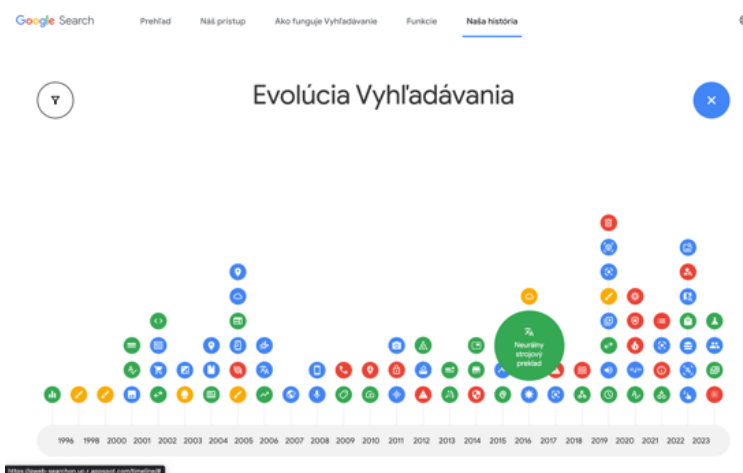 Google Search
Prehľad
Náš prístup
Ako funguje Vyhľadávanie
Funkcie
Naša história
Evolúcia Vyhľadávania
Neurálny
strojový
preklad
1996 1998 2000 2001 2002 2003 2004 2005 2006 2007 2008 2009 2010 2011 2012 2013 2014 2015 2016 2017 2018 2019 2020 2021 2022 2023